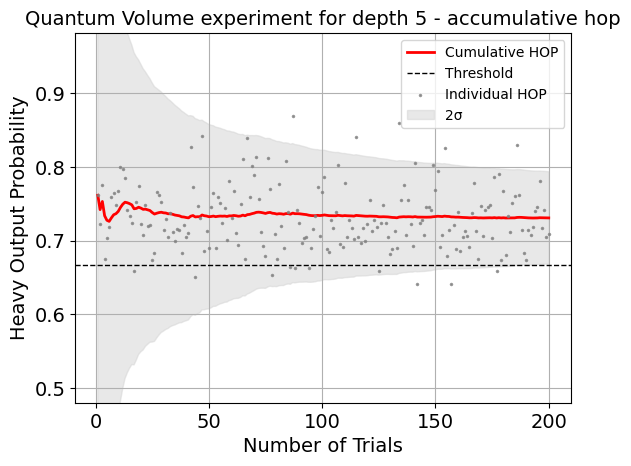 Quantum Volume experiment for depth 5 - accumulative hop
Cumulative HOP
Threshold
Individual HOP
2σ
Heavy Output Probability
0.9
0.8
0.7
0.6
0.5
0
50
100
150
200
Number of Trials